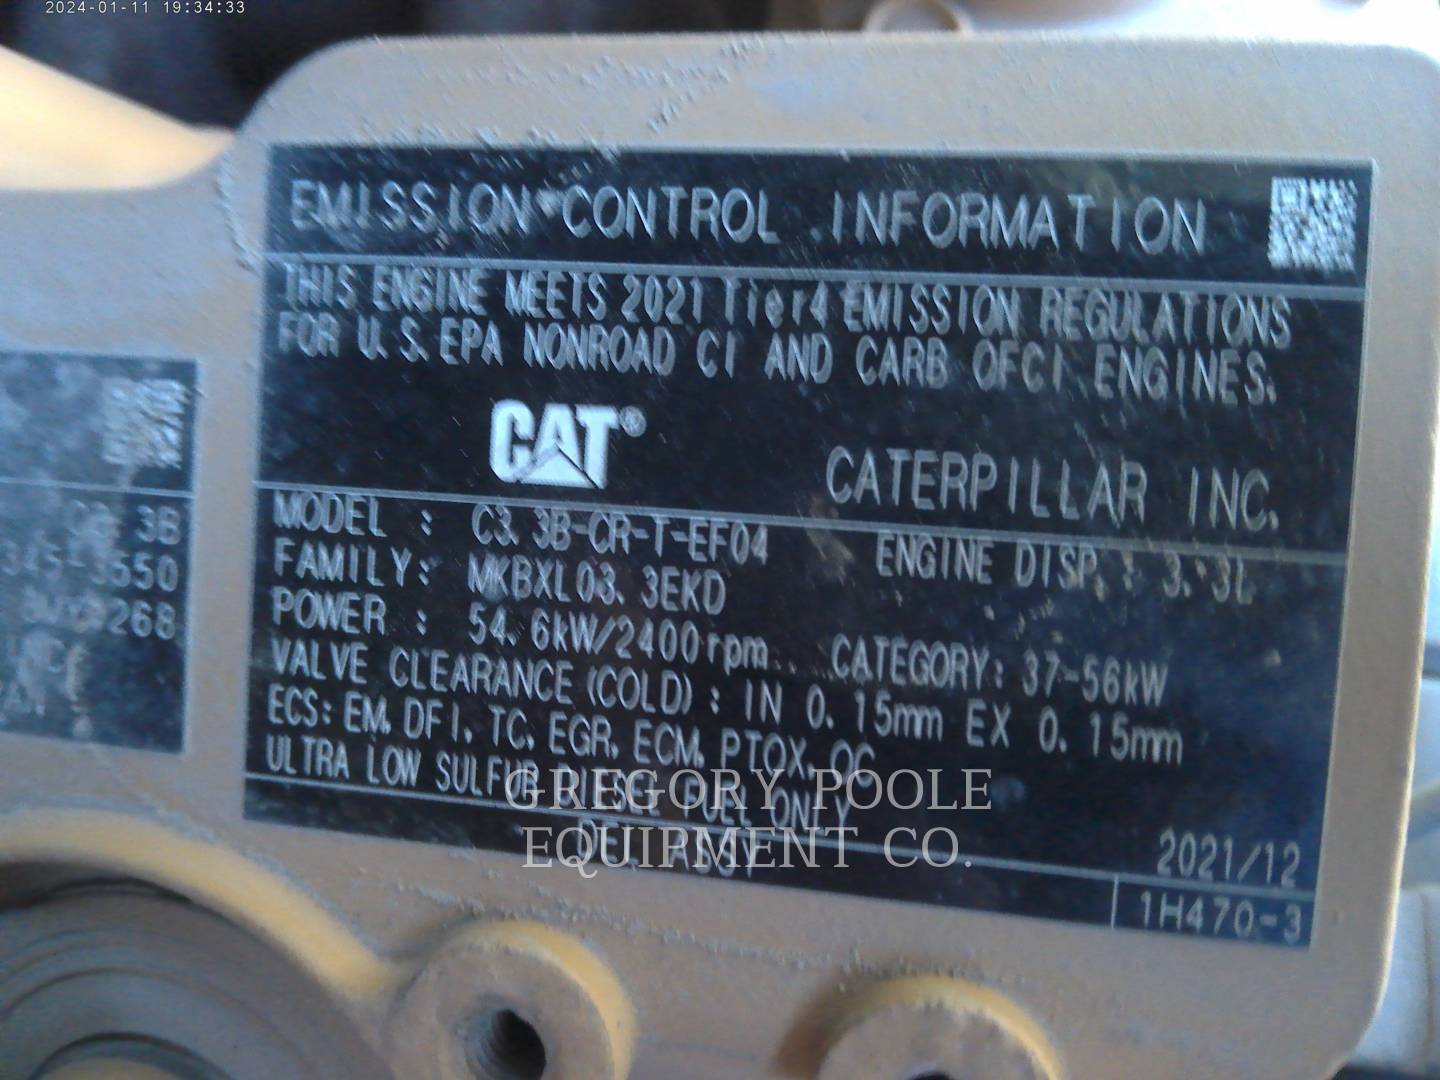 2024-01-11 19:34:33
EMISSION CONTROL INFORMATION
THIS ENGINE MEETS 2021 Tier4 EMISSION REGULATIONS
FOR U.S.EPA NONROAD CI AND CARB OFCI ENGINES.
CAT®
CATERPILLAR INC.
MODEL : C3.3B-CR-T-EF04 ENGINE DISP. : 3.3L
FAMILY: MKBXL03.3EKD
POWER : 54.6kW/2400rpm CATEGORY: 37-56kW
VALVE CLEARANCE (COLD) : IN 0.15mm EX 0.15mm
ECS: EM, DFI, TC, EGR, ECM, PTOX, OC
ULTRA LOW SULFUR DIESEL FUEL ONLY
2021/12
1H470-3
3B
550
268
GREGORY POOLE
EQUIPMENT CO.